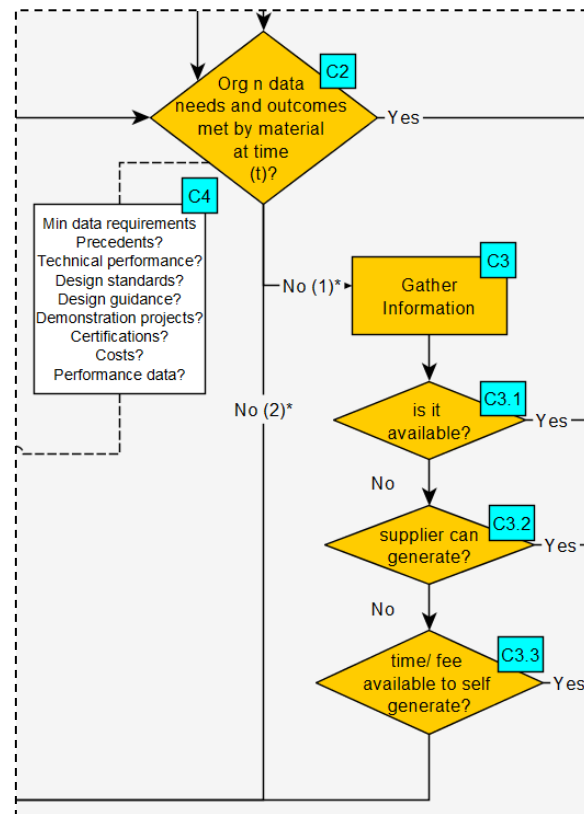 C2
Org n data
needs and outcomes
met by material
at time
(t)?
Yes
C4
Min data requirements
Precedents?
Technical performance?
Design standards?
Design guidance?
Demonstration projects?
Certifications?
Costs?
Performance data?
No (1)*
C3
Gather
Information
No (2)*
C3.1
is it
available?
Yes
No
C3.2
supplier can
generate?
Yes
No
C3.3
time/ fee
available to self
generate?
Yes